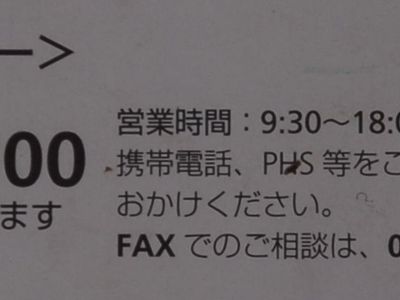 ー＞
00
ます
営業時間：9:30～18:0
携帯電話、PHS 等をご
おかけください。
FAX でのご相談は、0